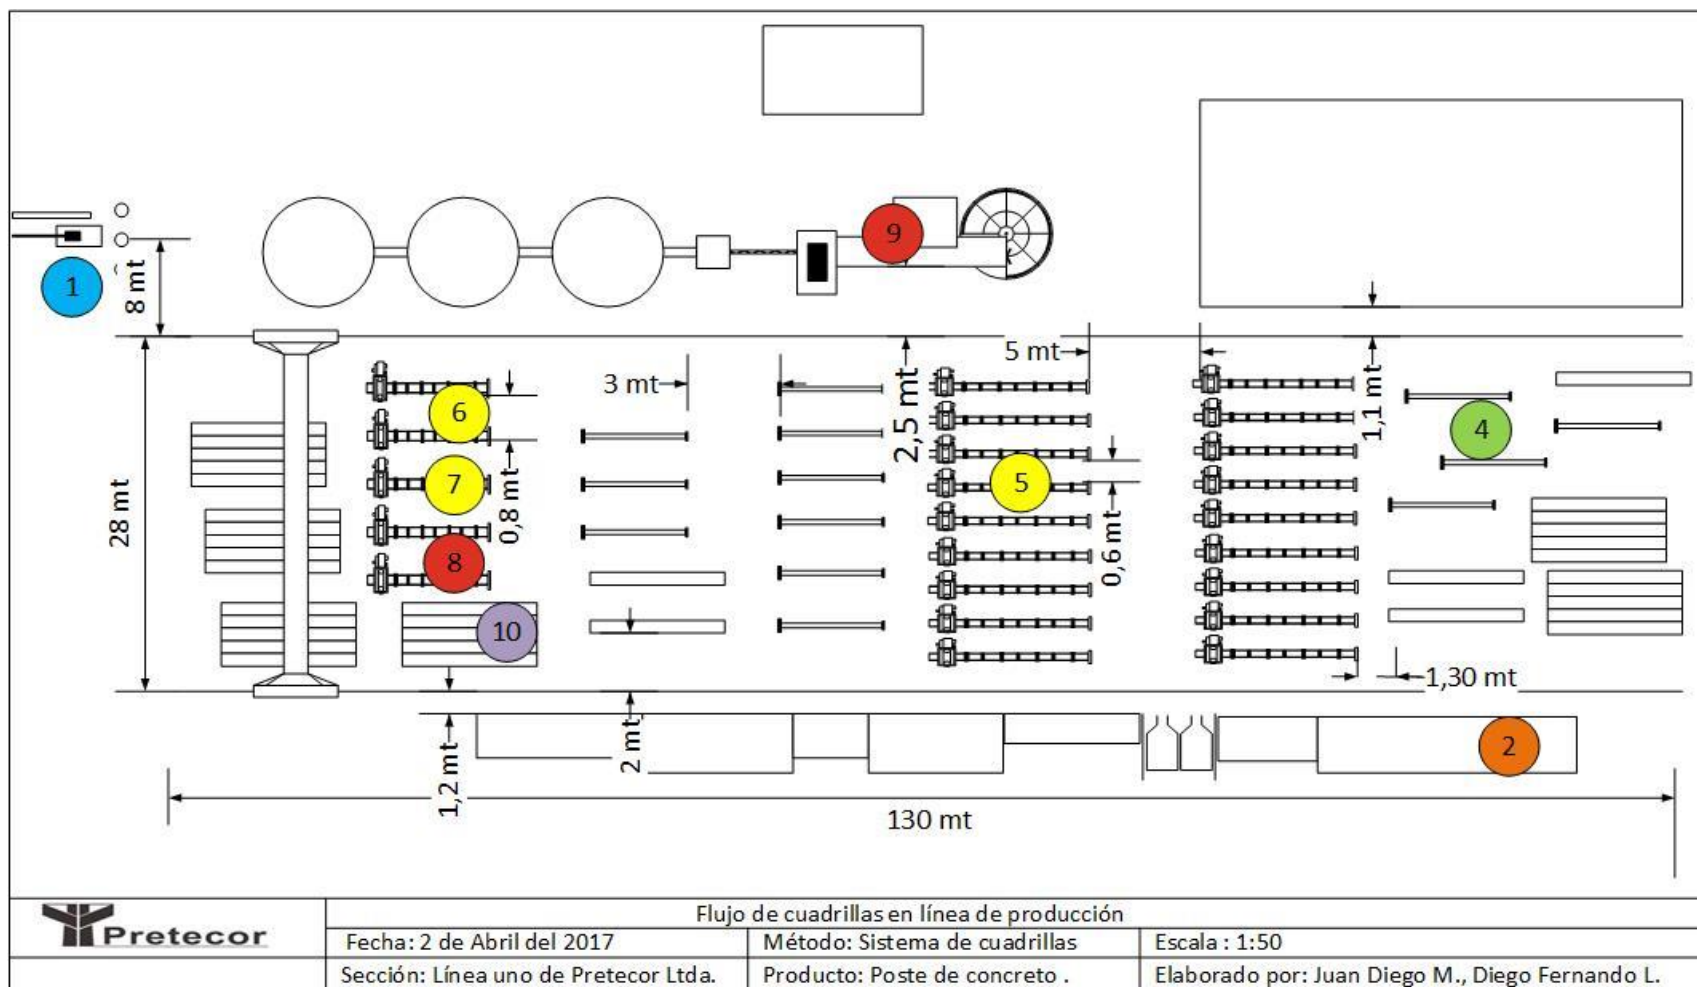 9
1
8 mt
5 mt
3 mt
2,5 mt
1,1 mt
6
4
7
5
28 mt
0,8 mt
0,6 mt
8
10
1,30 mt
2 mt
2
1,2 mt
130 mt
Pretecor
Flujo de cuadrillas en línea de producción
Fecha: 2 de Abril del 2017 Método: Sistema de cuadrillas Escala : 1:50
Sección: Línea uno de Pretecor Ltda. Producto: Poste de concreto . Elaborado por: Juan Diego M., Diego Fernando L.